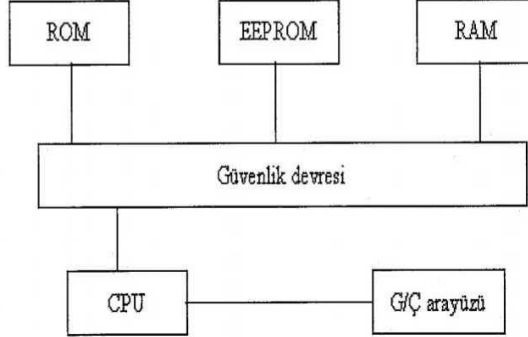 ROM
EEPROM
RAM
Güvenlik devresi
CPU
G/Ç arayüzü